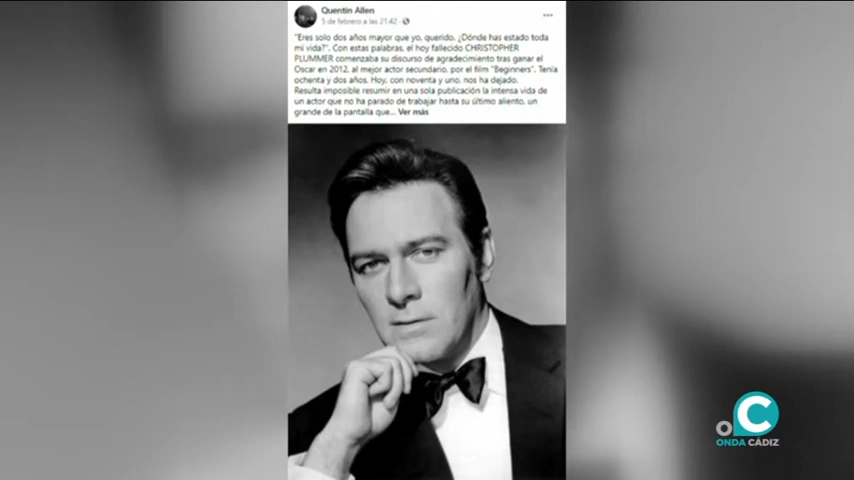 Quentin Allen
5 de febrero a las 21:42
"Eres solo dos años mayor que yo, querido. ¿Dónde has estado toda
mi vida?". Con estas palabras, el hoy fallecido CHRISTOPHER
PLUMMER comenzaba su discurso de agradecimiento tras ganar el
Oscar en 2012, al mejor actor secundario, por el film "Beginners". Tenía
ochenta y dos años. Hoy, con noventa y uno, nos ha dejado.
Resulta imposible resumir en una sola publicación la intensa vida de
un actor que no ha parado de trabajar hasta su último aliento, un
grande de la pantalla que... Ver más
OC
ONDA CÁDIZ